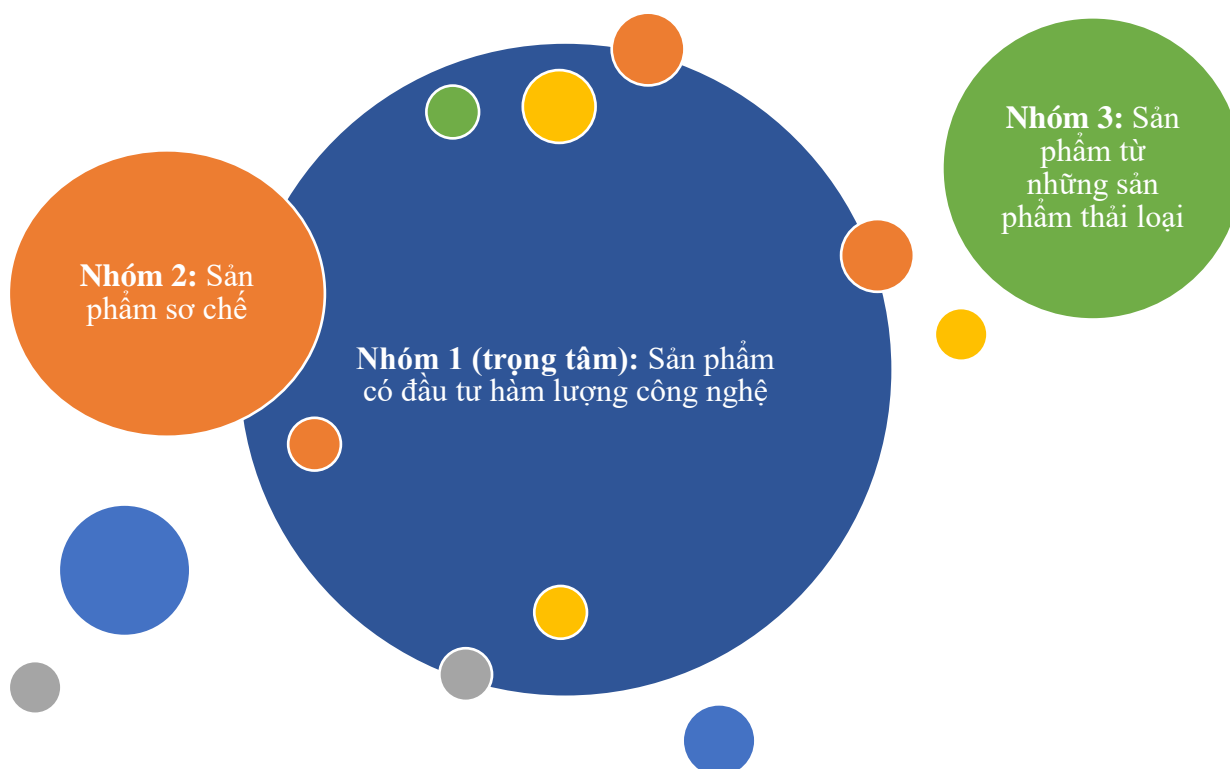 Nhóm 3: Sản
phẩm từ
những sản
phẩm thải loại
Nhóm 2: Sản
phẩm sơ chế
Nhóm 1 (trọng tâm): Sản phẩm
có đầu tư hàm lượng công nghệ